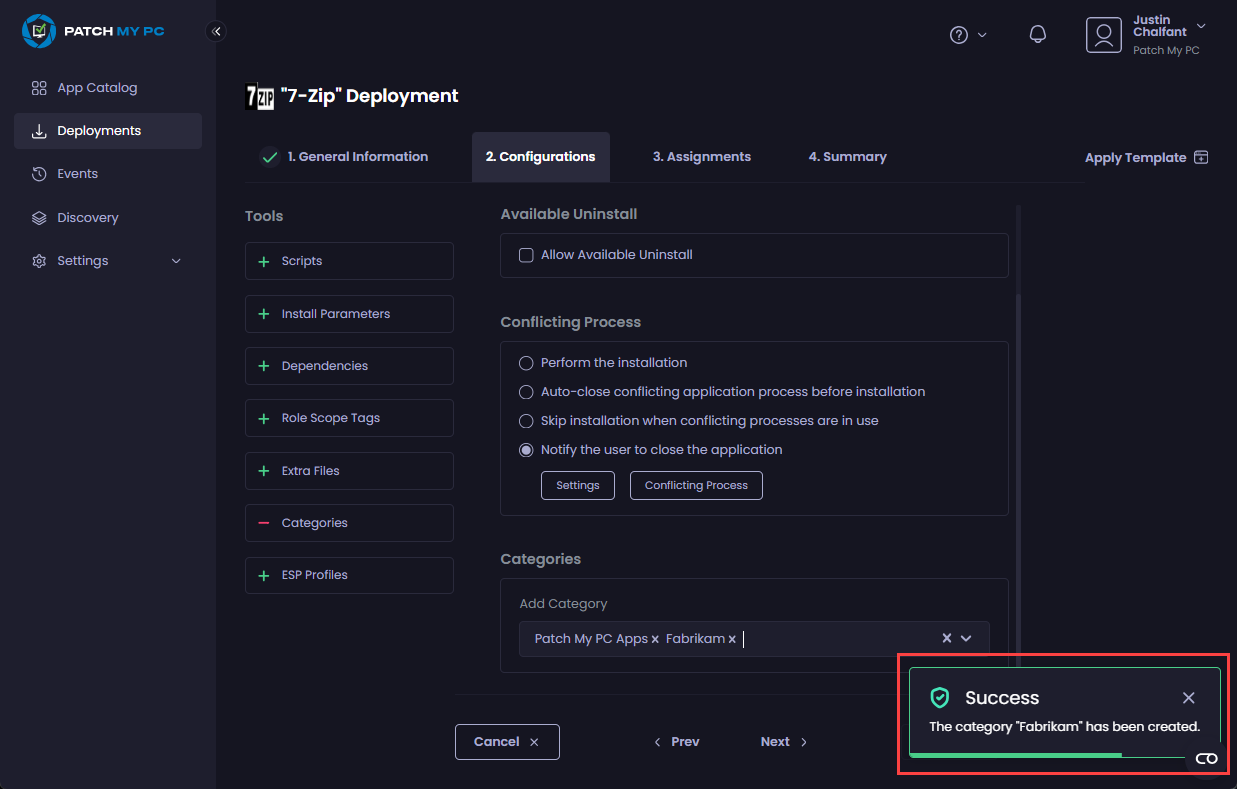 PATCH MY PC
App Catalog
Deployments
Events
Discovery
Settings
Justin
Chalfant
Patch My PC
7ZIP "7-Zip" Deployment
1. General Information
2. Configurations
3. Assignments
4. Summary
Apply Template
Tools
Scripts
Install Parameters
Dependencies
Role Scope Tags
Extra Files
Categories
ESP Profiles
Available Uninstall
Allow Available Uninstall
Conflicting Process
Perform the installation
Auto-close conflicting application process before installation
Skip installation when conflicting processes are in use
Notify the user to close the application
Settings
Conflicting Process
Categories
Add Category
Patch My PC Apps × Fabrikam ×
Cancel ×
Prev
Next
Success
The category "Fabrikam" has been created.